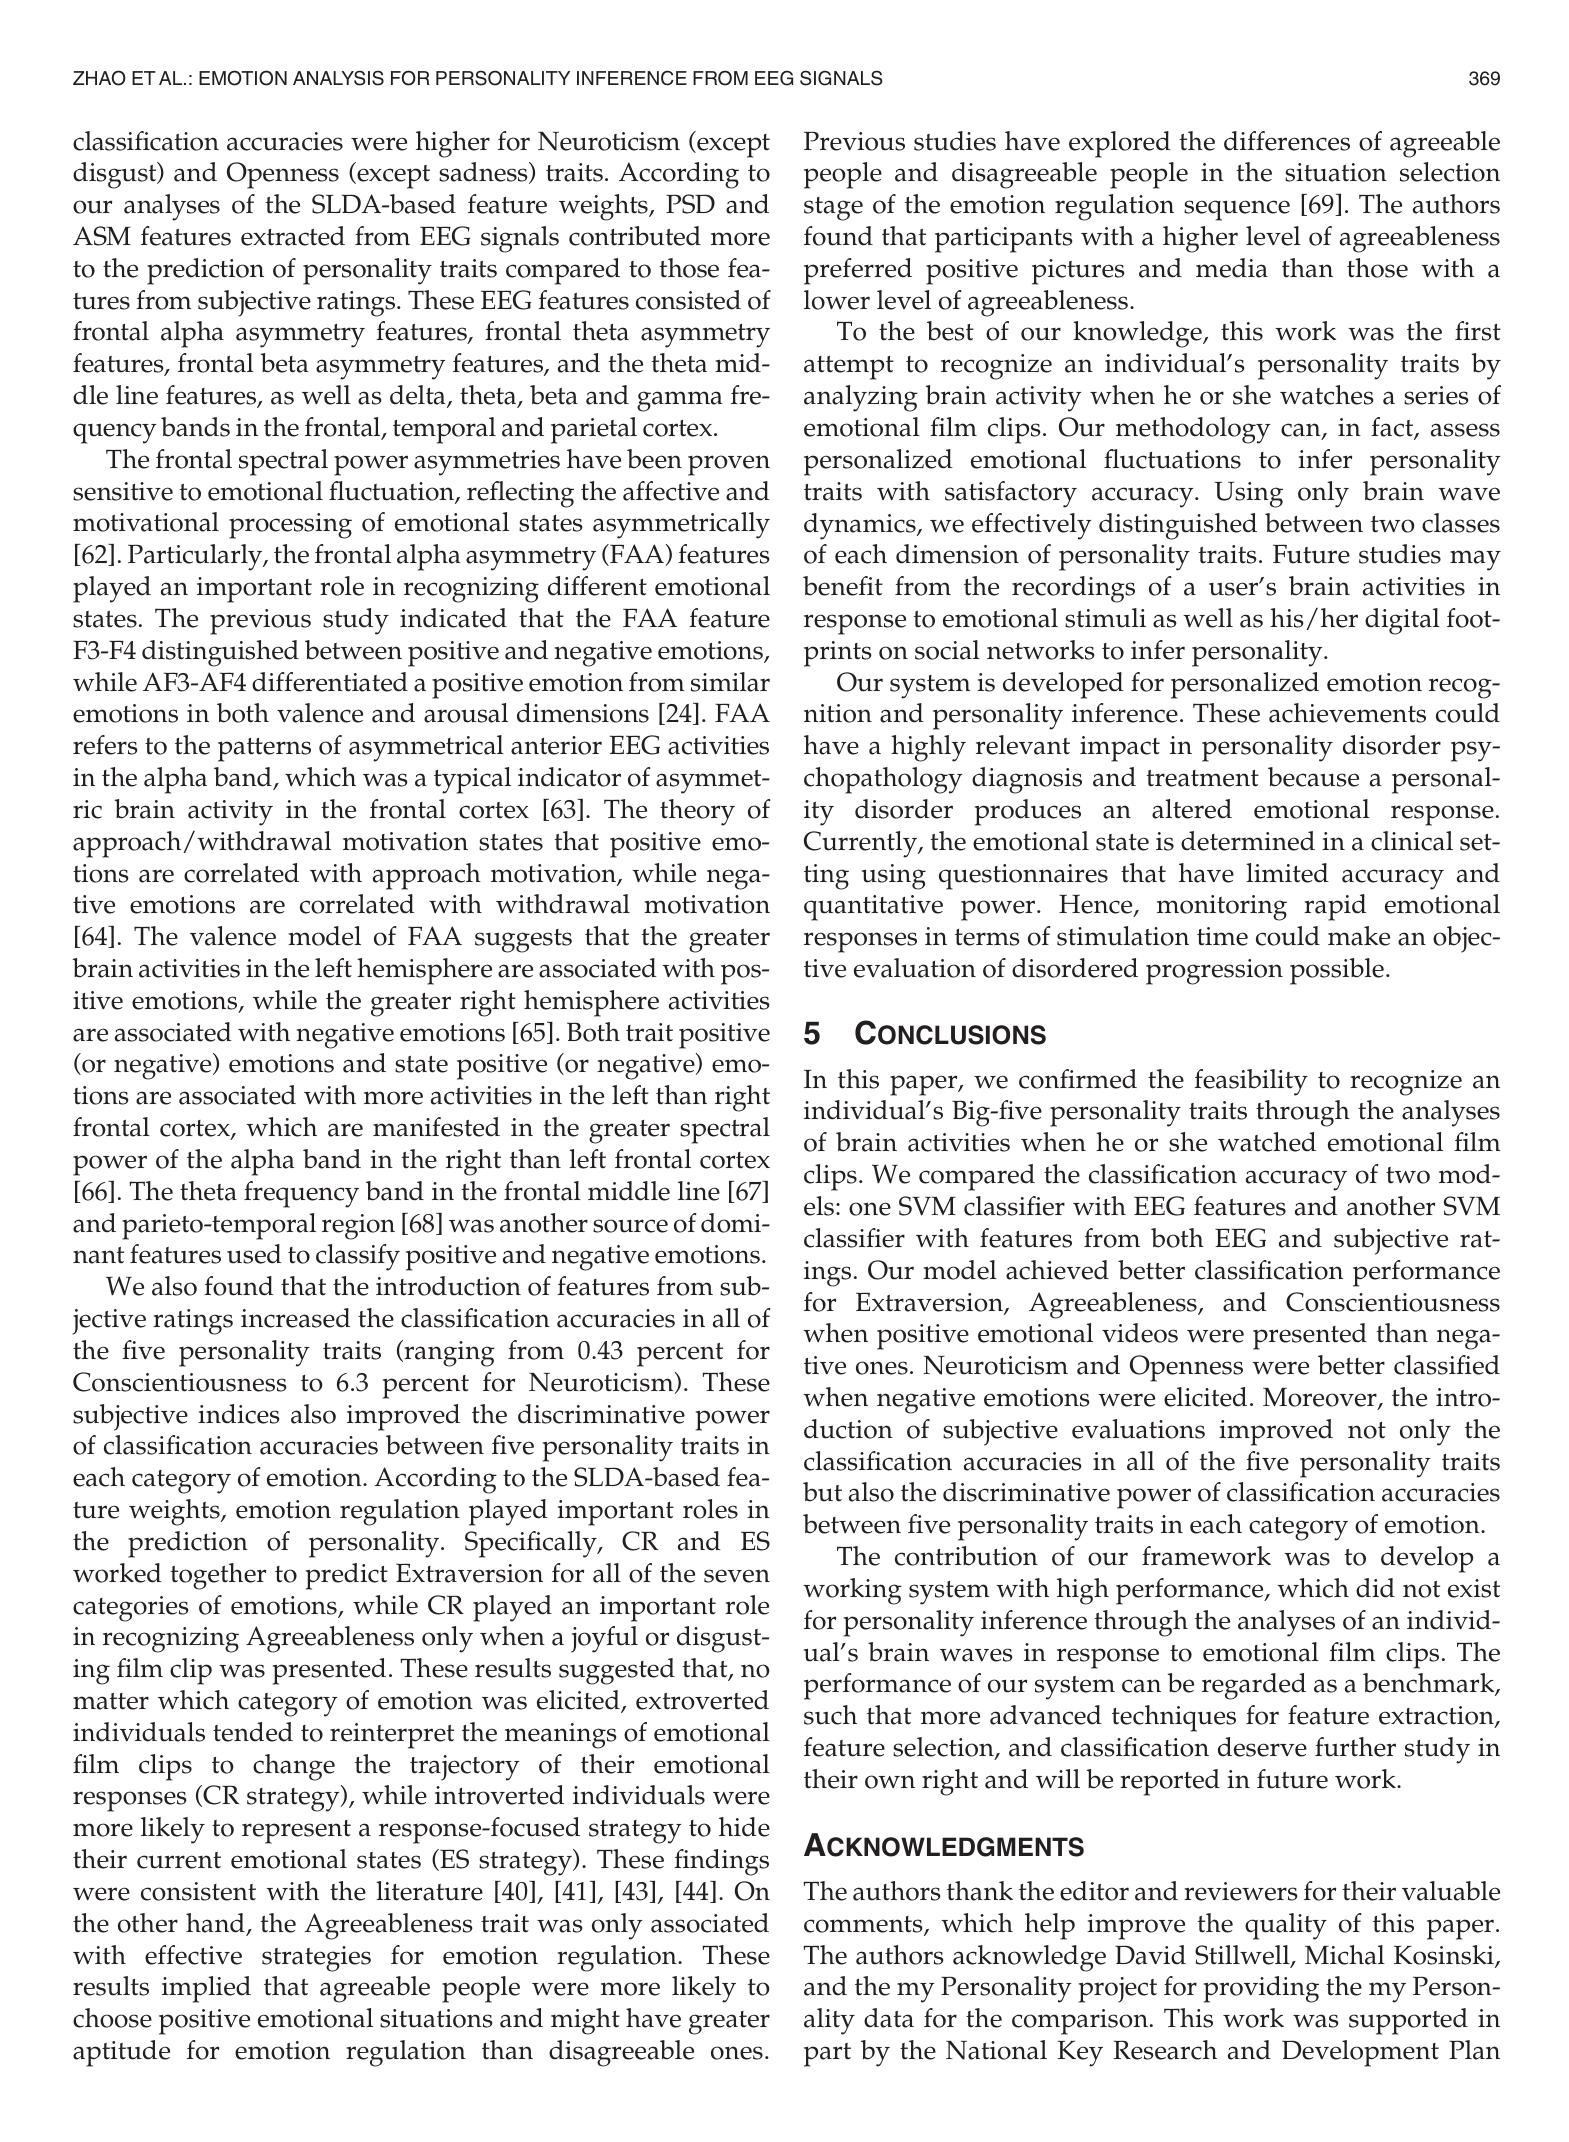 ZHAO ET AL.: EMOTION ANALYSIS FOR PERSONALITY INFERENCE FROM EEG SIGNALS 369
classification accuracies were higher for Neuroticism (except
disgust) and Openness (except sadness) traits. According to
our analyses of the SLDA-based feature weights, PSD and
ASM features extracted from EEG signals contributed more
to the prediction of personality traits compared to those fea-
tures from subjective ratings. These EEG features consisted of
frontal alpha asymmetry features, frontal theta asymmetry
features, frontal beta asymmetry features, and the theta mid-
dle line features, as well as delta, theta, beta and gamma fre-
quency bands in the frontal, temporal and parietal cortex.
The frontal spectral power asymmetries have been proven
sensitive to emotional fluctuation, reflecting the affective and
motivational processing of emotional states asymmetrically
[62]. Particularly, the frontal alpha asymmetry (FAA) features
played an important role in recognizing different emotional
states. The previous study indicated that the FAA feature
F3-F4 distinguished between positive and negative emotions,
while AF3-AF4 differentiated a positive emotion from similar
emotions in both valence and arousal dimensions [24]. FAA
refers to the patterns of asymmetrical anterior EEG activities
in the alpha band, which was a typical indicator of asymmet-
ric brain activity in the frontal cortex [63]. The theory of
approach/withdrawal motivation states that positive emo-
tions are correlated with approach motivation, while nega-
tive emotions are correlated with withdrawal motivation
[64]. The valence model of FAA suggests that the greater
brain activities in the left hemisphere are associated with pos-
itive emotions, while the greater right hemisphere activities
are associated with negative emotions [65]. Both trait positive
(or negative) emotions and state positive (or negative) emo-
tions are associated with more activities in the left than right
frontal cortex, which are manifested in the greater spectral
power of the alpha band in the right than left frontal cortex
[66]. The theta frequency band in the frontal middle line [67]
and parieto-temporal region [68] was another source of domi-
nant features used to classify positive and negative emotions.
We also found that the introduction of features from sub-
jective ratings increased the classification accuracies in all of
the five personality traits (ranging from 0.43 percent for
Conscientiousness to 6.3 percent for Neuroticism). These
subjective indices also improved the discriminative power
of classification accuracies between five personality traits in
each category of emotion. According to the SLDA-based fea-
ture weights, emotion regulation played important roles in
the prediction of personality. Specifically, CR and ES
worked together to predict Extraversion for all of the seven
categories of emotions, while CR played an important role
in recognizing Agreeableness only when a joyful or disgust-
ing film clip was presented. These results suggested that, no
matter which category of emotion was elicited, extroverted
individuals tended to reinterpret the meanings of emotional
film clips to change the trajectory of their emotional
responses (CR strategy), while introverted individuals were
more likely to represent a response-focused strategy to hide
their current emotional states (ES strategy). These findings
were consistent with the literature [40], [41], [43], [44]. On
the other hand, the Agreeableness trait was only associated
with effective strategies for emotion regulation. These
results implied that agreeable people were more likely to
choose positive emotional situations and might have greater
aptitude for emotion regulation than disagreeable ones.
Previous studies have explored the differences of agreeable
people and disagreeable people in the situation selection
stage of the emotion regulation sequence [69]. The authors
found that participants with a higher level of agreeableness
preferred positive pictures and media than those with a
lower level of agreeableness.
To the best of our knowledge, this work was the first
attempt to recognize an individual's personality traits by
analyzing brain activity when he or she watches a series of
emotional film clips. Our methodology can, in fact, assess
personalized emotional fluctuations to infer personality
traits with satisfactory accuracy. Using only brain wave
dynamics, we effectively distinguished between two classes
of each dimension of personality traits. Future studies may
benefit from the recordings of a user's brain activities in
response to emotional stimuli as well as his/her digital foot-
prints on social networks to infer personality.
Our system is developed for personalized emotion recog-
nition and personality inference. These achievements could
have a highly relevant impact in personality disorder psy-
chopathology diagnosis and treatment because a personal-
ity disorder produces an altered emotional response.
Currently, the emotional state is determined in a clinical set-
ting using questionnaires that have limited accuracy and
quantitative power. Hence, monitoring rapid emotional
responses in terms of stimulation time could make an objec-
tive evaluation of disordered progression possible.
5 CONCLUSIONS
In this paper, we confirmed the feasibility to recognize an
individual's Big-five personality traits through the analyses
of brain activities when he or she watched emotional film
clips. We compared the classification accuracy of two mod-
els: one SVM classifier with EEG features and another SVM
classifier with features from both EEG and subjective rat-
ings. Our model achieved better classification performance
for Extraversion, Agreeableness, and Conscientiousness
when positive emotional videos were presented than nega-
tive ones. Neuroticism and Openness were better classified
when negative emotions were elicited. Moreover, the intro-
duction of subjective evaluations improved not only the
classification accuracies in all of the five personality traits
but also the discriminative power of classification accuracies
between five personality traits in each category of emotion.
The contribution of our framework was to develop a
working system with high performance, which did not exist
for personality inference through the analyses of an individ-
ual's brain waves in response to emotional film clips. The
performance of our system can be regarded as a benchmark,
such that more advanced techniques for feature extraction,
feature selection, and classification deserve further study in
their own right and will be reported in future work.
ACKNOWLEDGMENTS
The authors thank the editor and reviewers for their valuable
comments, which help improve the quality of this paper.
The authors acknowledge David Stillwell, Michal Kosinski,
and the my Personality project for providing the my Person-
ality data for the comparison. This work was supported in
part by the National Key Research and Development Plan